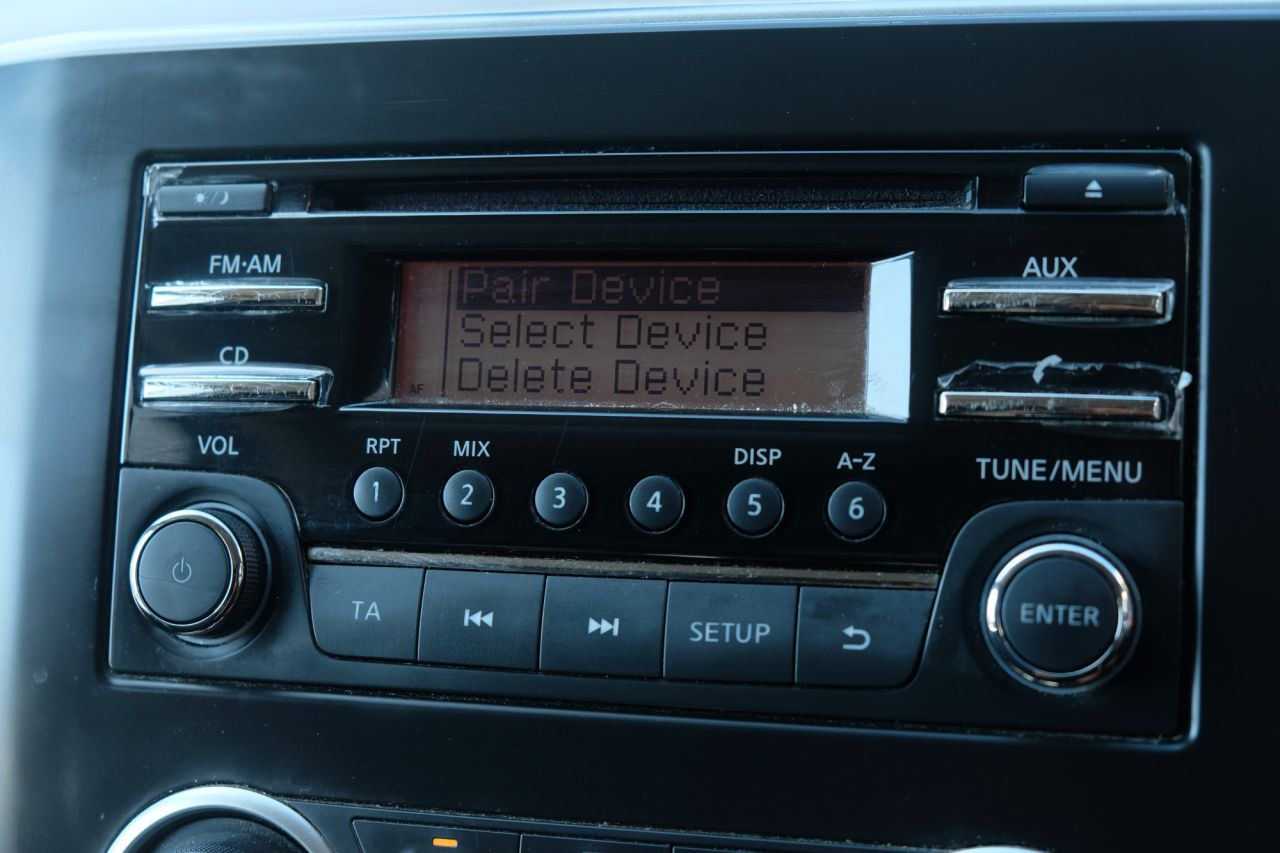 FM·AM
AUX
Pair Device
Select Device
Delete Device
AF
CD
VOL
RPT
MIX
DISP
A-Z
TUNE/MENU
1
2
3
4
5
6
TA
SETUP
ENTER